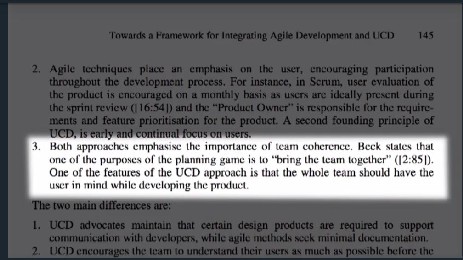 Towards a Framework for Integrating Agile Development and UCD 145
2. Agile techniques place an emphasis on the user, encouraging participation
throughout the development process. For instance, in Scrum, user evaluation of
the product is encouraged on a monthly basis as users are ideally present during
the sprint review ([16:54]) and the "Product Owner" is responsible for the require-
ments and feature prioritisation for the product. A second founding principle of
UCD, is early and continual focus on users.
3. Both approaches emphasise the importance of team coherence. Beck states that
one of the purposes of the planning game is to "bring the team together" ([2:85]).
One of the features of the UCD approach is that the whole team should have the
user in mind while developing the product.
The two main differences are:
1. UCD advocates maintain that certain design products are required to support
communication with developers, while agile methods seek minimal documentation.
2. UCD encourages the team to understand their users as much as possible before the